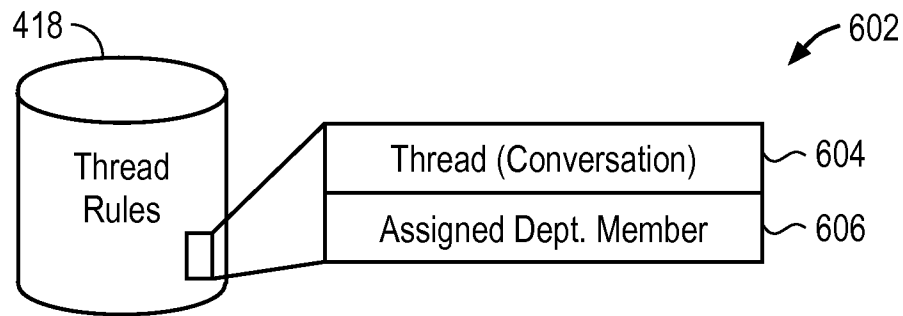 418
602
Thread
Rules
Thread (Conversation)
604
Assigned Dept. Member
606